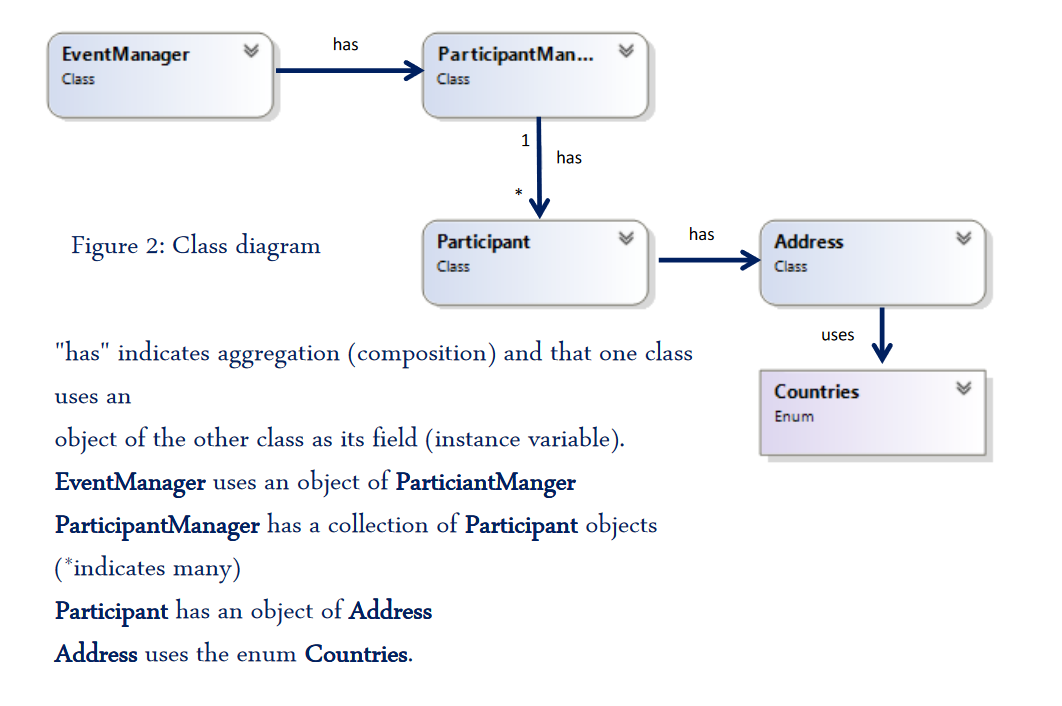 EventManager
Class
has
ParticipantMan...
Class
1
has
*
Figure 2: Class diagram
Participant
Class
has
Address
Class
uses
Countries
Enum
"has" indicates aggregation (composition) and that one class
uses an
object of the other class as its field (instance variable).
EventManager uses an object of ParticiantManger
ParticipantManager has a collection of Participant objects
(*indicates many)
Participant has an object of Address
Address uses the enum Countries.